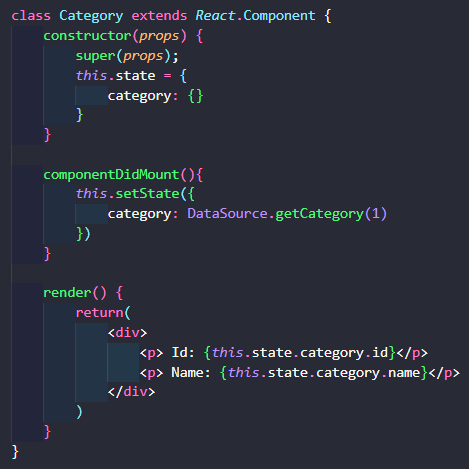 class Category extends React.Component {
    constructor(props) {
        super(props);
        this.state = {
            category: {}
        }
    }

    componentDidMount(){
        this.setState({
            category: DataSource.getCategory(1)
        })
    }

    render() {
        return(
            <div>
                <p> Id: {this.state.category.id}</p>
                <p> Name: {this.state.category.name}</p>
            </div>
        )
    }
}